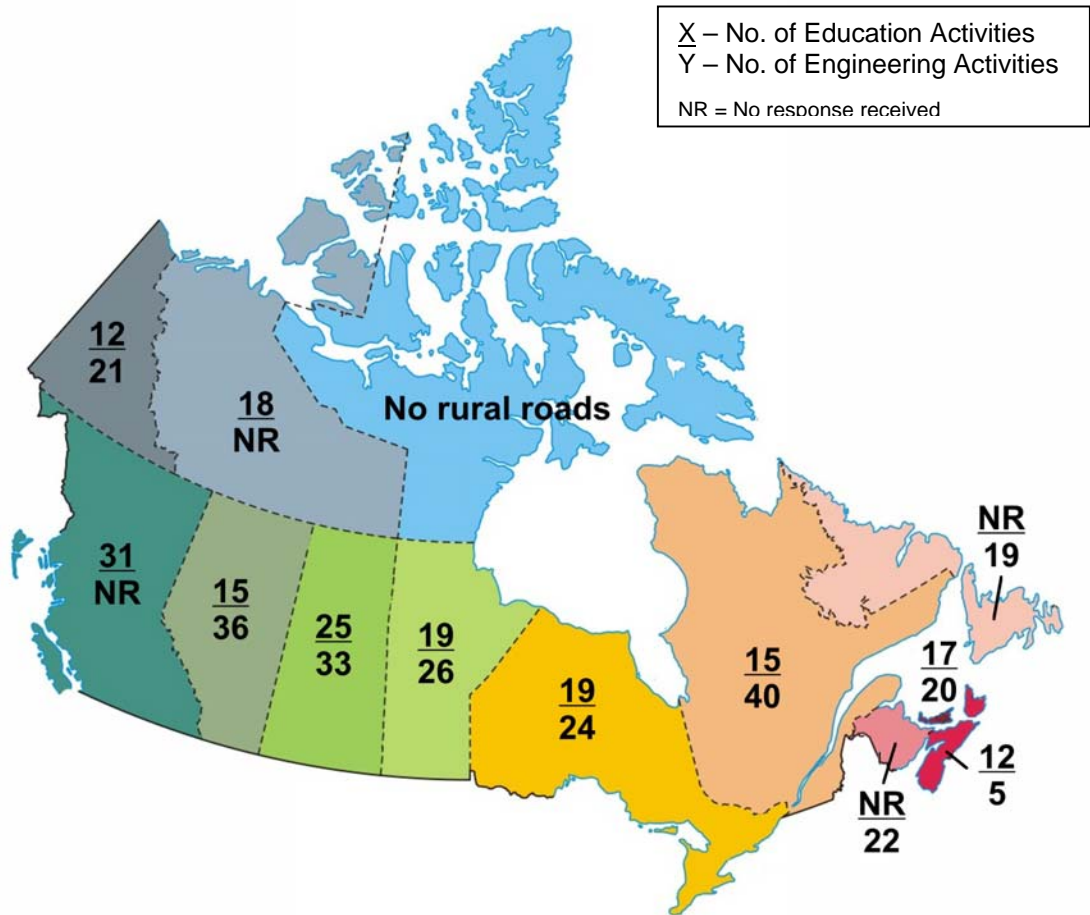 X – No. of Education Activities
Y – No. of Engineering Activities
NR = No response received
12
21
18
NR
No rural roads
31
NR
15
36
25
33
19
26
19
24
15
40
NR
19
17
20
12
5
NR
22